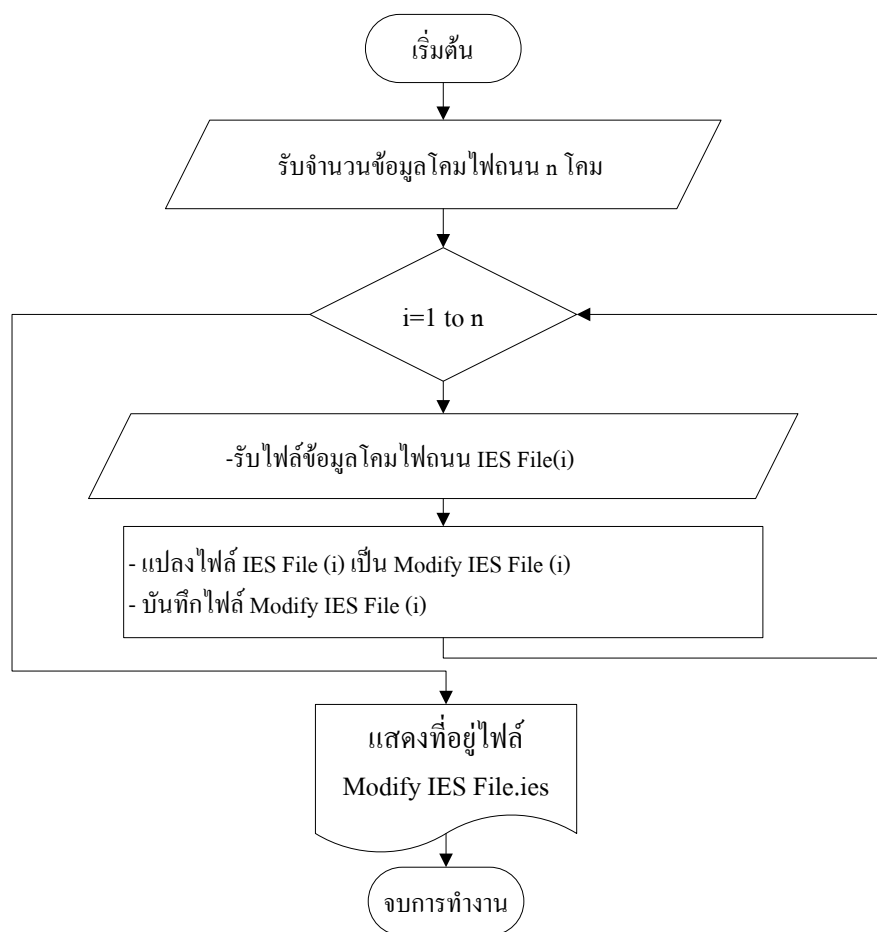 เริ่มต้น
รับจำนวนข้อมูลโคมไฟถนน n โคม
i=1 to n
-รับไฟล์ข้อมูลโคมไฟถนน IES File(i)
- แปลงไฟล์ IES File (i) เป็น Modify IES File (i)
- บันทึกไฟล์ Modify IES File (i)
แสดงที่อยู่ไฟล์
Modify IES File.ies
จบการทำงาน